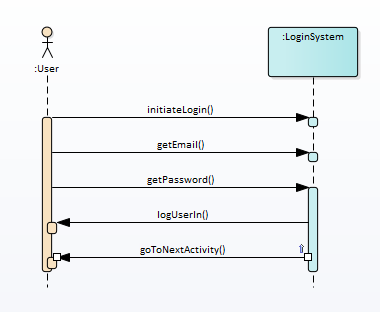 :LoginSystem
:User
initiateLogin()
getEmail()
getPassword()
logUserIn()
goToNextActivity()